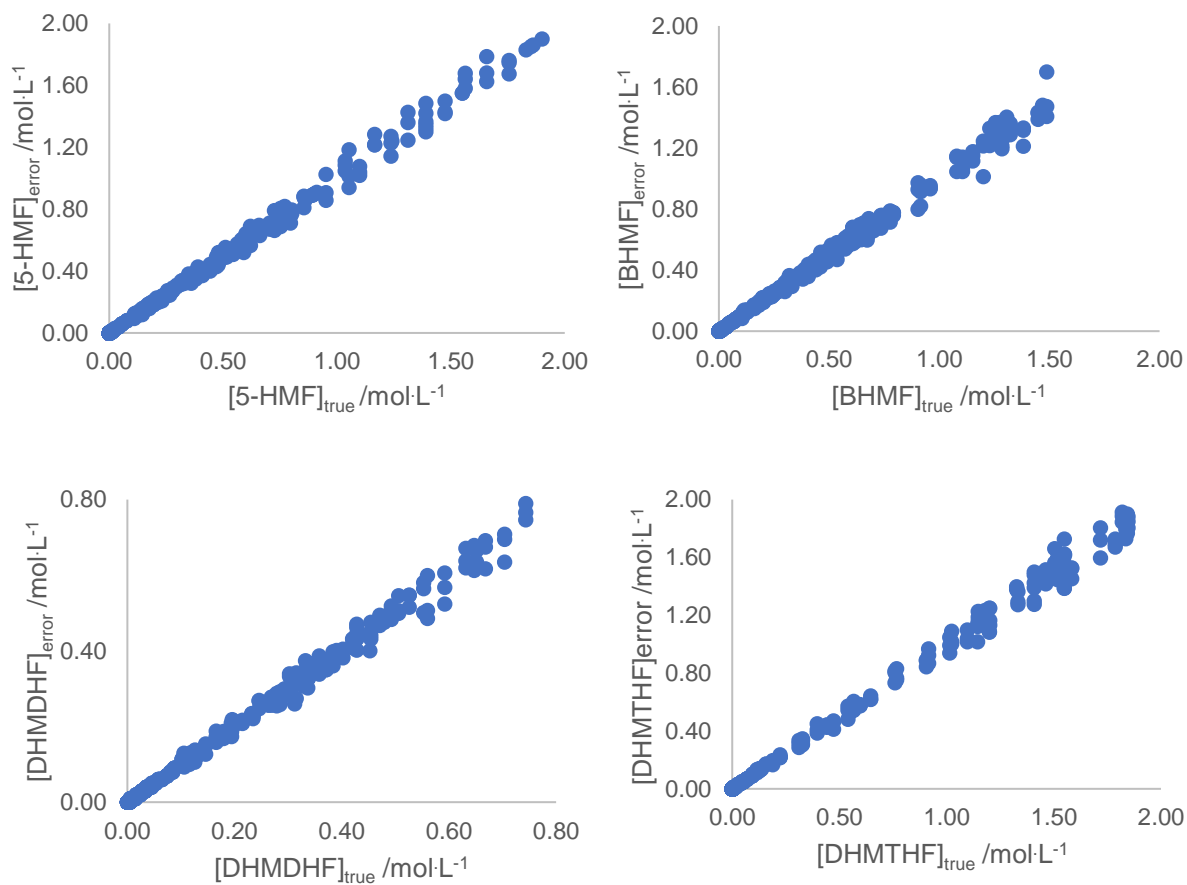 2.00
1.60
1.20
0.80
0.40
0.00
0.00 0.50 1.00 1.50 2.00
[5-HMF]error /mol·L-1
[5-HMF]true /mol·L-1
2.00
1.60
1.20
0.80
0.40
0.00
0.00 0.50 1.00 1.50 2.00
[BHMF]error /mol·L-1
[BHMF]true /mol·L-1
0.80
0.40
0.00
0.00 0.20 0.40 0.60 0.80
[DHMDHF]error /mol·L-1
[DHMDHF]true /mol·L-1
2.00
1.60
1.20
0.80
0.40
0.00
0.00 0.50 1.00 1.50 2.00
[DHMTHF]error /mol·L-1
[DHMTHF]true /mol·L-1